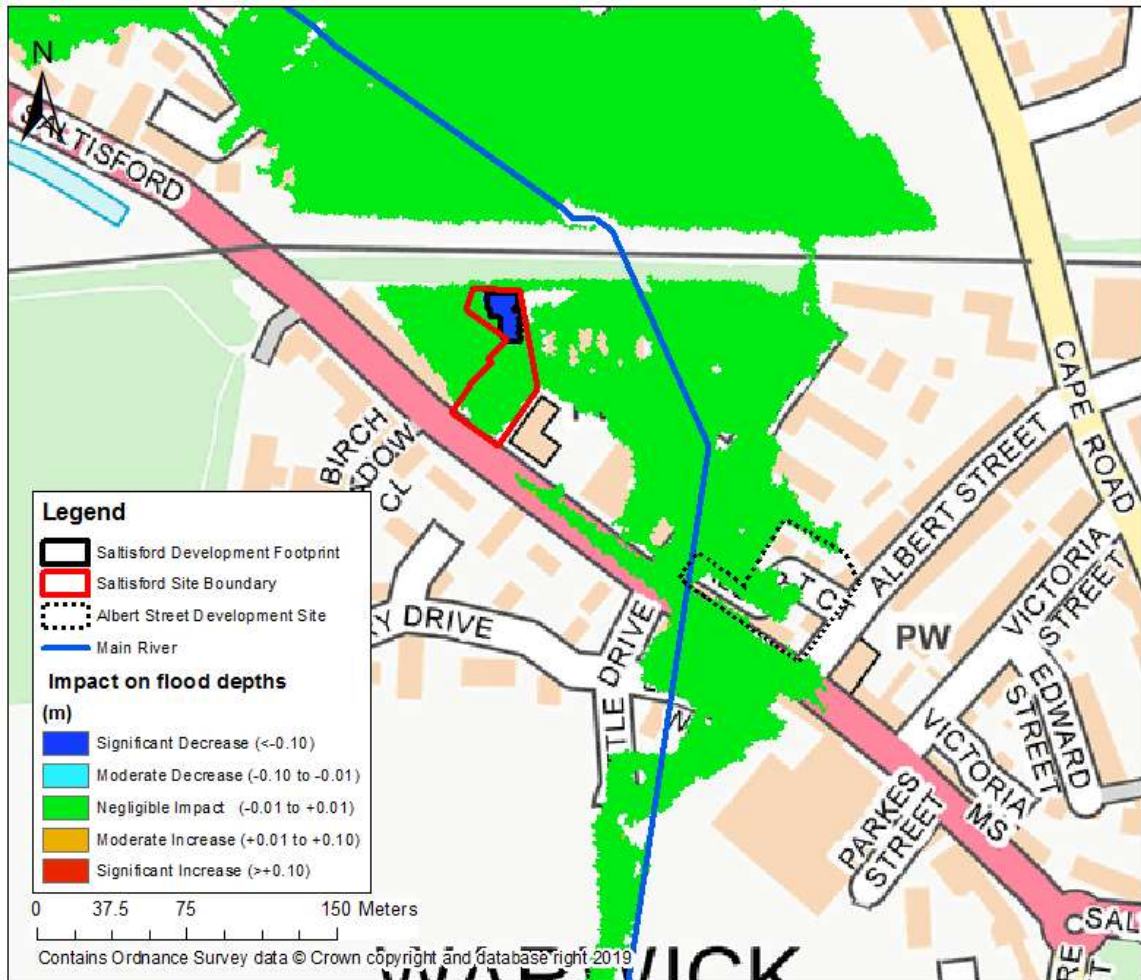 N
SALTISFORD
CAPE ROAD
BIRCH
CL
ALBERT STREET
VICTORIA
STREET
EDWARD
STREET
PW
DRIVE
DRIVE
VICTORIA
MS
PARKES
STREET
Legend
Saltisford Development Footprint
Saltisford Site Boundary
Albert Street Development Site
Main River
Impact on flood depths
(m)
Significant Decrease (<-0.10)
Moderate Decrease (-0.10 to -0.01)
Negligible Impact (-0.01 to +0.01)
Moderate Increase (+0.01 to +0.10)
Significant Increase (>+0.10)
0 37.5 75 150 Meters
Contains Ordnance Survey data © Crown copyright and database right 2019
WARWICK